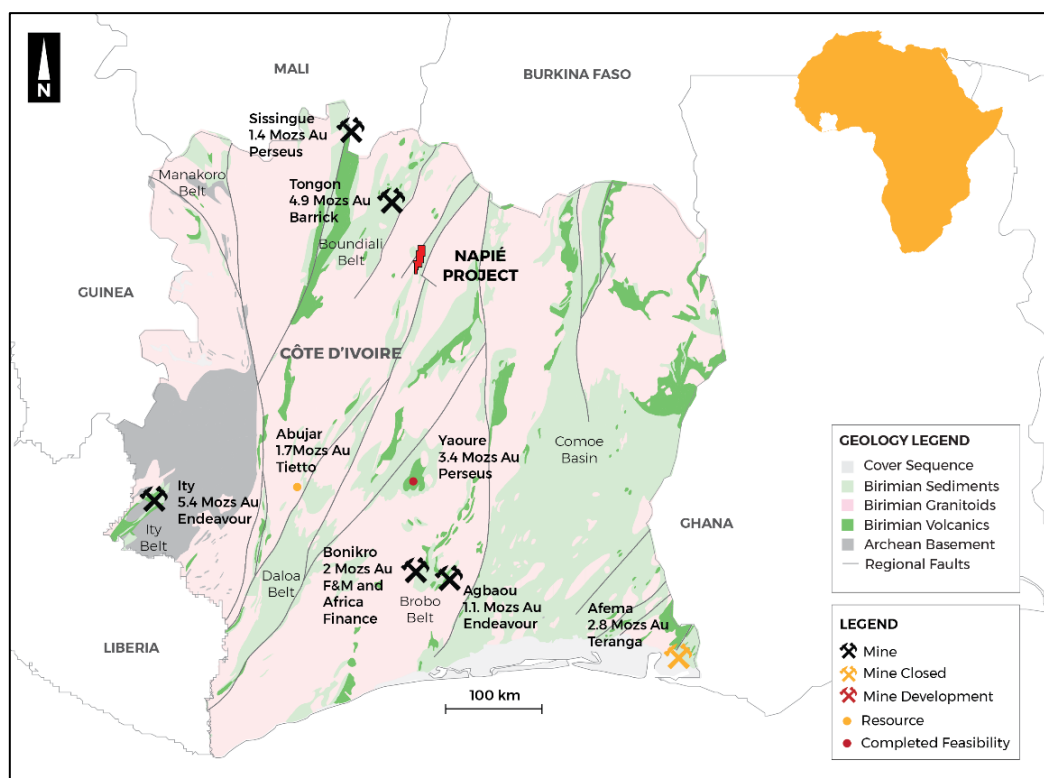 N
MALI
BURKINA FASO
Sissingue
1.4 Mozs Au
Perseus
Manakoro
Belt
Tongon
4.9 Mozs Au
Barrick
Boundiali
Belt
NAPIÉ
PROJECT
GUINEA
CÔTE D'IVOIRE
Abujar
1.7Mozs Au
Tietto
Yaoure
3.4 Mozs Au
Perseus
Comoe
Basin
Ity
5.4 Mozs Au
Endeavour
Ity
Belt
GHANA
Bonikro
2 Mozs Au
F&M and
Africa
Finance
Daloa
Belt
Brobo
Belt
Agbaou
1.1. Mozs Au
Endeavour
Afema
2.8 Mozs Au
Teranga
LIBERIA
100 km
GEOLOGY LEGEND
Cover Sequence
Birimian Sediments
Birimian Granitoids
Birimian Volcanics
Archean Basement
Regional Faults
LEGEND
Mine
Mine Closed
Mine Development
Resource
Completed Feasibility